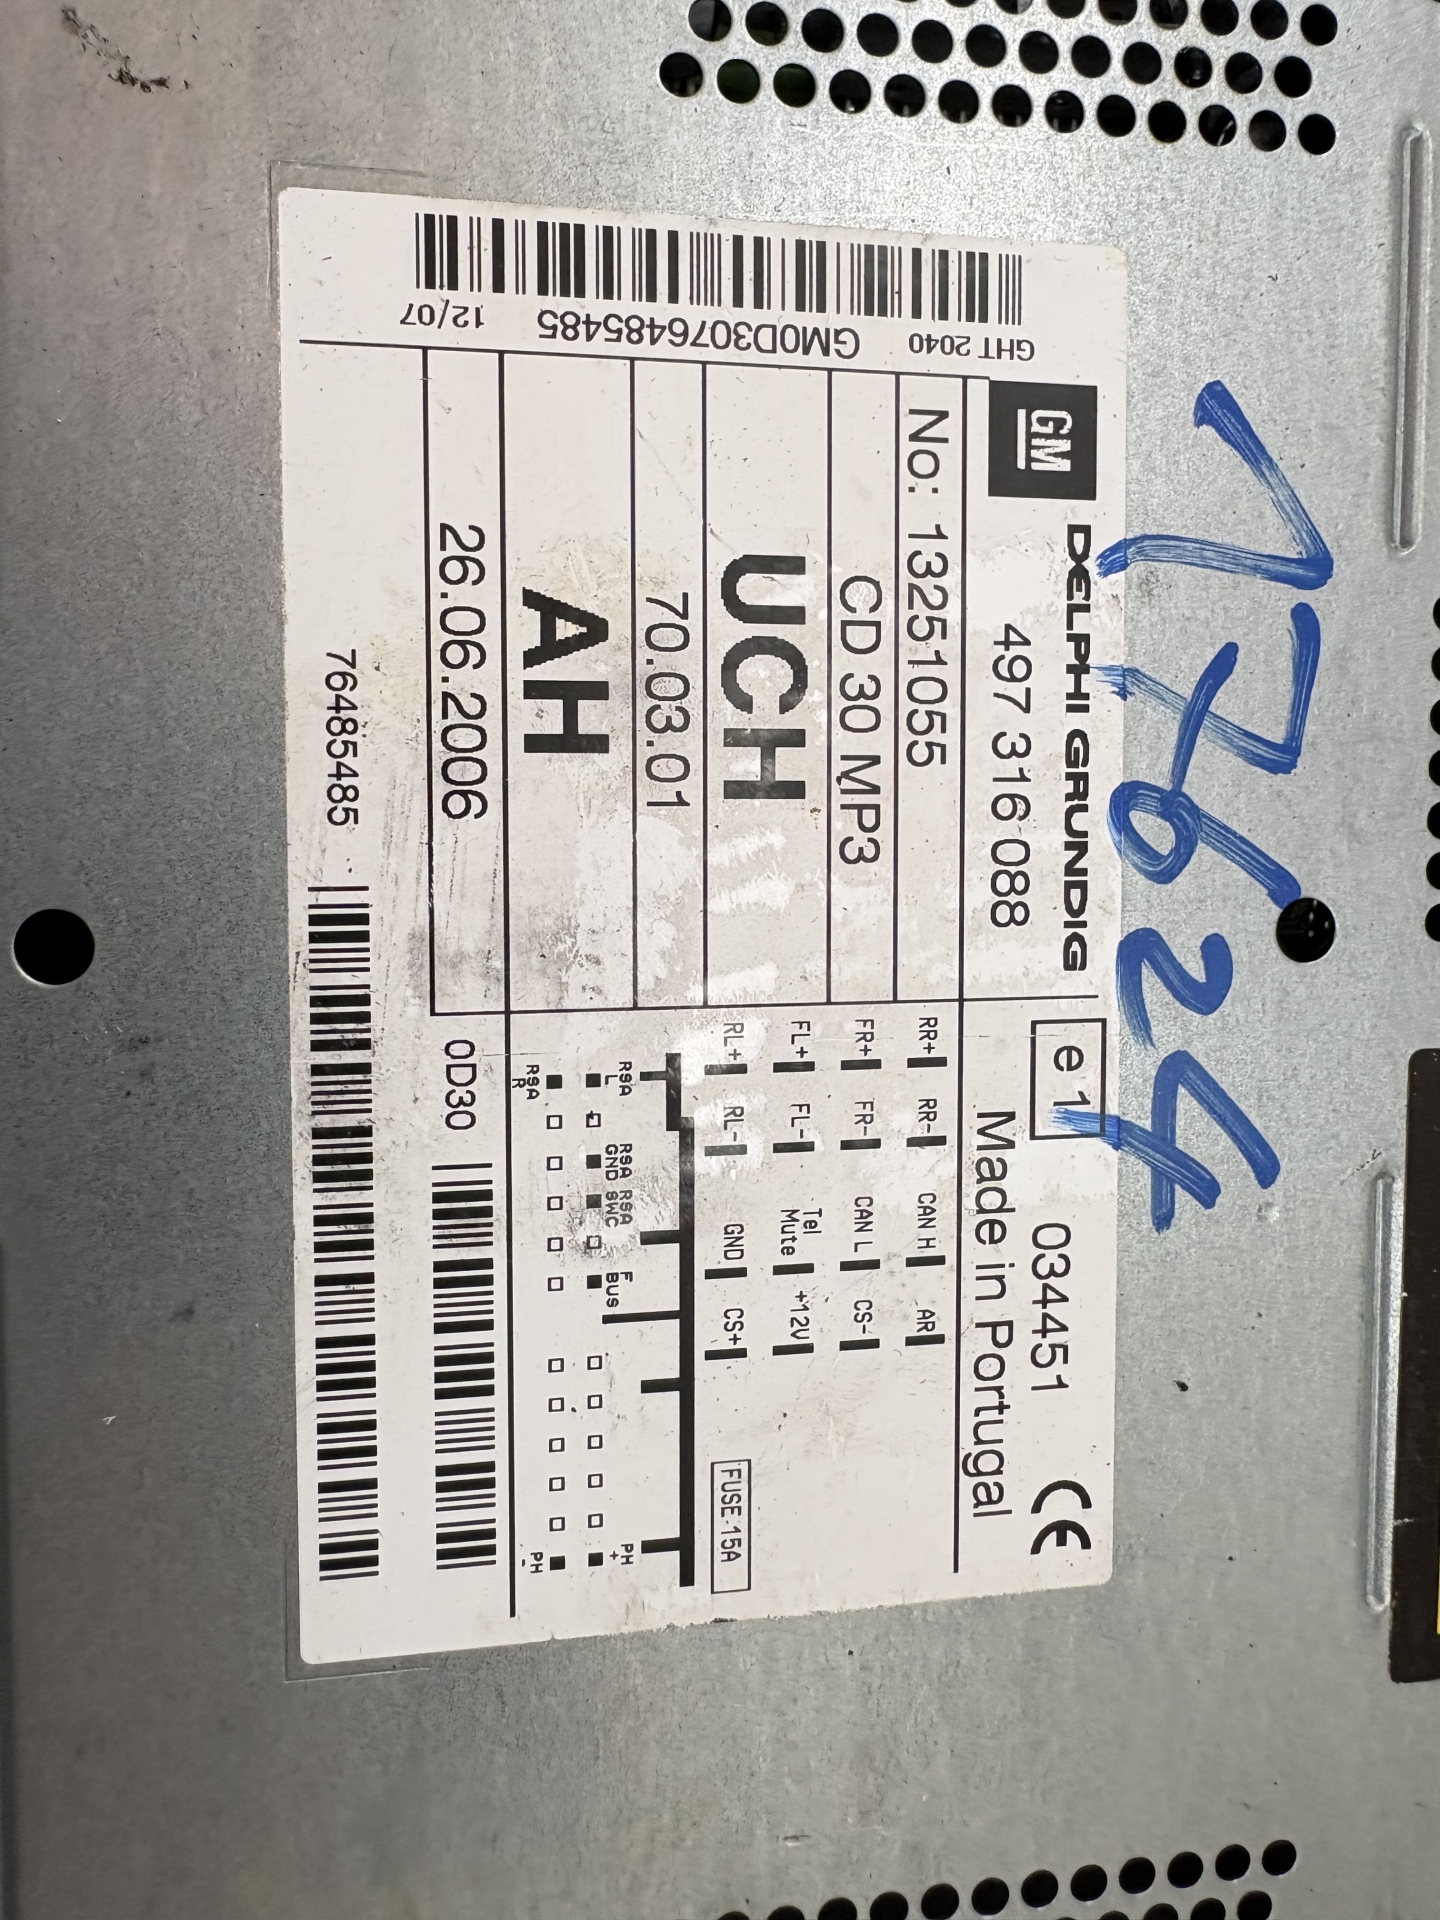 17624
GM
DELPHI GRUNDIG
497 316 088
e 1
034451
CE
Made in Portugal
No: 13251055
CD 30 MP3
UCH
70.03.01
AH
26.06.2006
0D30
76485485
GHT 2040
GM0D3076485485
12/07
RR+ RR- CAN H AR
FR+ FR- CAN L CS-
FL+ FL- Tel Mute +12V
RL+ RL- GND CS+
FUSE 15A
RSA L
RSA GND
RSA SWC
F BUS
PH +
RSA R
PH -